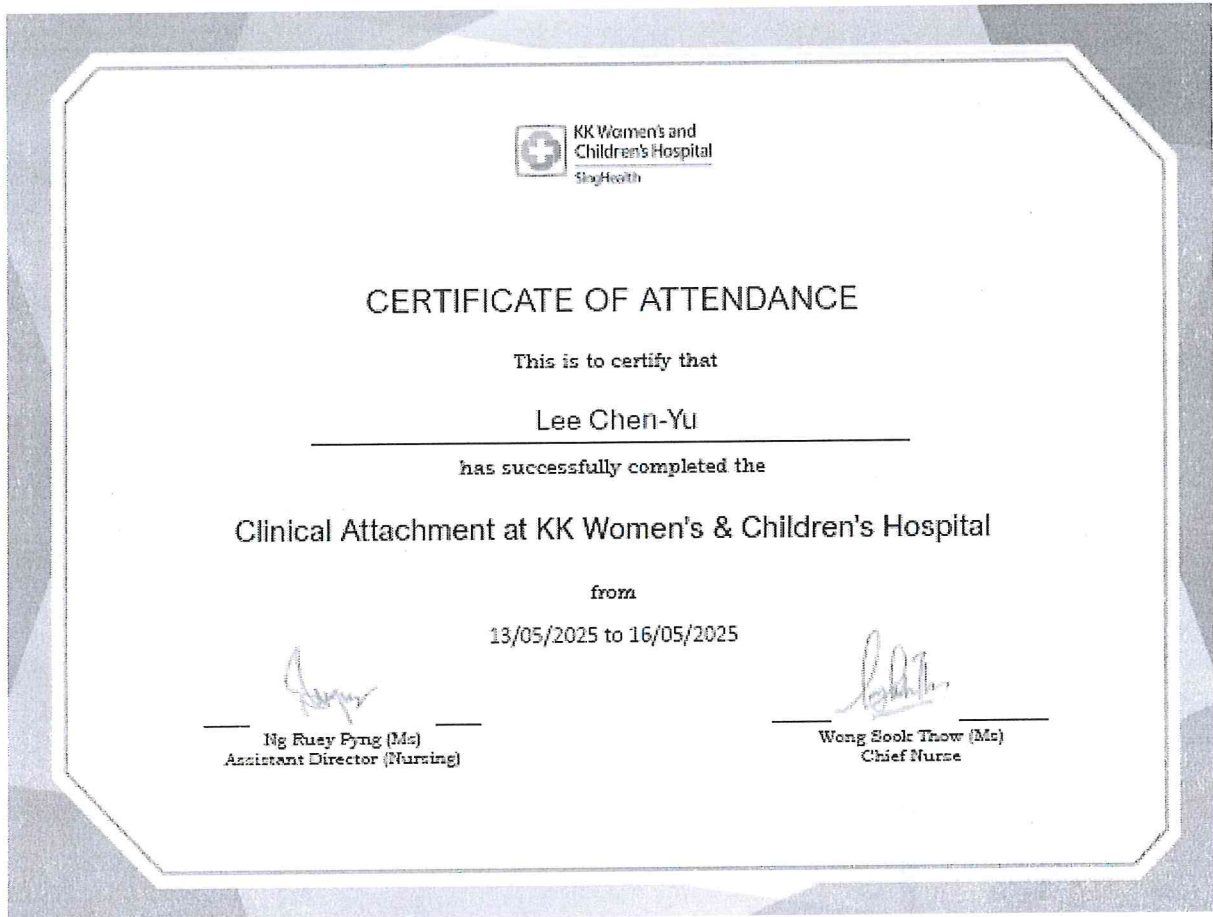 KK Women's and
Children's Hospital
SingHealth
CERTIFICATE OF ATTENDANCE
This is to certify that
Lee Chen-Yu
has successfully completed the
Clinical Attachment at KK Women's & Children's Hospital
from
13/05/2025 to 16/05/2025
Ng Ruey Pyng (Ms)
Assistant Director (Nursing)
Wong Sook Thow (Ms)
Chief Nurse